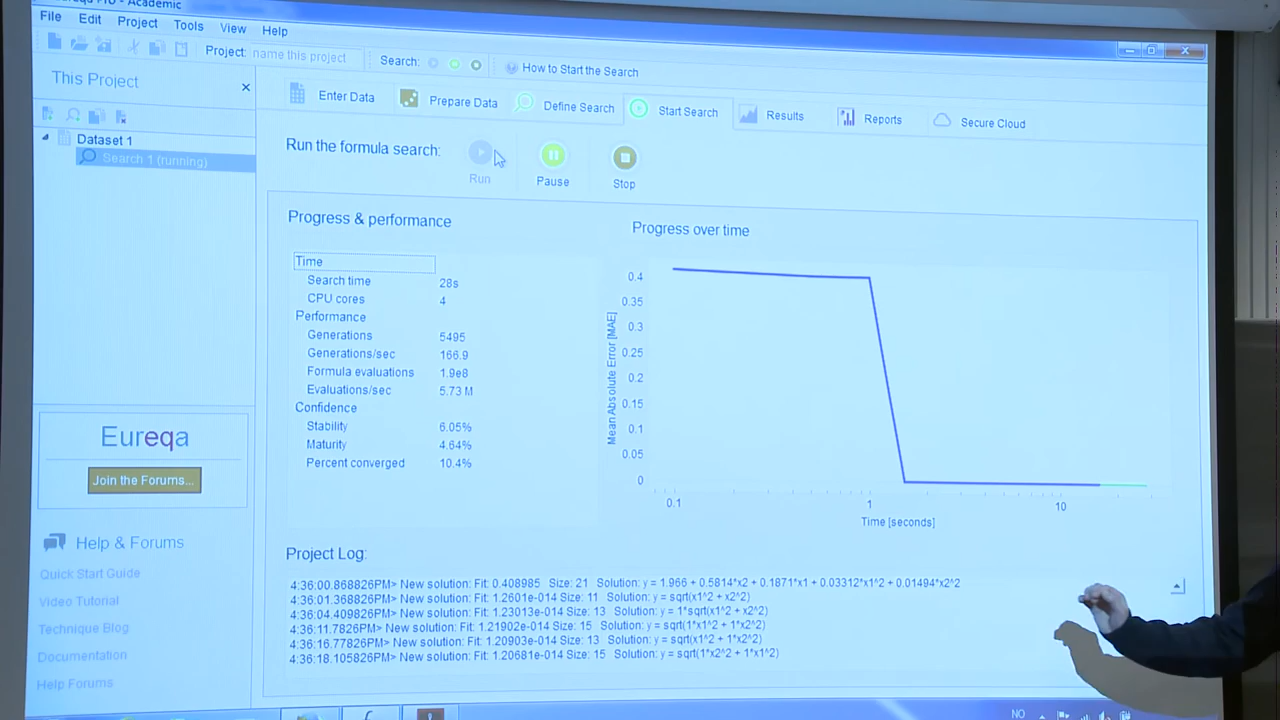 Eureqa Pro - Academic
File Edit Project Tools View Help
Project: name this project Search: How to Start the Search
This Project
Enter Data Prepare Data Define Search Start Search Results Reports Secure Cloud
Dataset 1
Search 1 (running)
Run the formula search:
Run Pause Stop
Progress & performance
Time
Search time 28s
CPU cores 4
Performance
Generations 5495
Generations/sec 166.9
Formula evaluations 1.9e8
Evaluations/sec 5.73 M
Confidence
Stability 6.05%
Maturity 4.64%
Percent converged 10.4%
Progress over time
Mean Absolute Error [MAE]
0.4
0.35
0.3
0.25
0.2
0.15
0.1
0.05
0
0.1 1 10
Time [seconds]
Eureqa
Join the Forums...
Help & Forums
Quick Start Guide
Video Tutorial
Technique Blog
Documentation
Help Forums
Project Log:
4:36:00.868826PM> New solution: Fit: 0.408985 Size: 21 Solution: y = 1.966 + 0.5814*x2 + 0.1871*x1 + 0.03312*x1^2 + 0.01494*x2^2
4:36:01.368826PM> New solution: Fit: 1.2601e-014 Size: 11 Solution: y = sqrt(x1^2 + x2^2)
4:36:04.409826PM> New solution: Fit: 1.23013e-014 Size: 13 Solution: y = 1*sqrt(x1^2 + x2^2)
4:36:11.7826PM> New solution: Fit: 1.21902e-014 Size: 15 Solution: y = sqrt(1*x1^2 + 1*x2^2)
4:36:16.77826PM> New solution: Fit: 1.20903e-014 Size: 13 Solution: y = sqrt(x1^2 + 1*x2^2)
4:36:18.105826PM> New solution: Fit: 1.20681e-014 Size: 15 Solution: y = sqrt(1*x2^2 + 1*x1^2)
NO